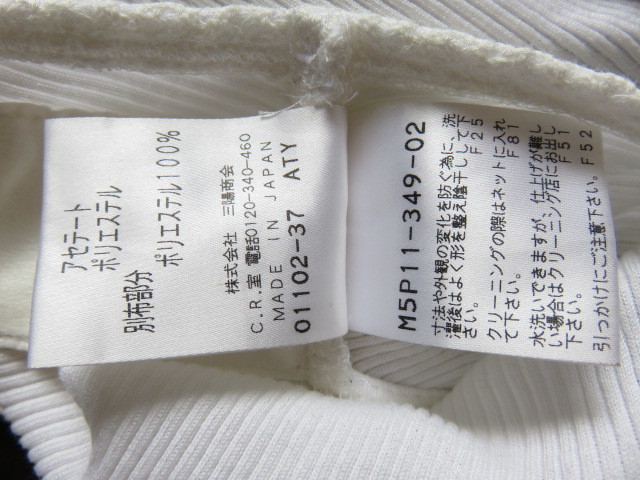 アセテート
ポリエステル
別布部分
ポリエステル100%
株式会社 三陽商会
C.R.室 電話0120-340-460
MADE IN JAPAN
01102-37 ATY
M5P11-349-02
寸法や外観の変化を防ぐ為に、洗
濯後はよく形を整え陰干しして下
さい。 F25
クリーニングの際はネットに入れ
て下さい。 F81
水洗いできますが、仕上げが難し
い場合はクリーニング店にお出し
下さい。 F51
引っかけにご注意下さい。 F52